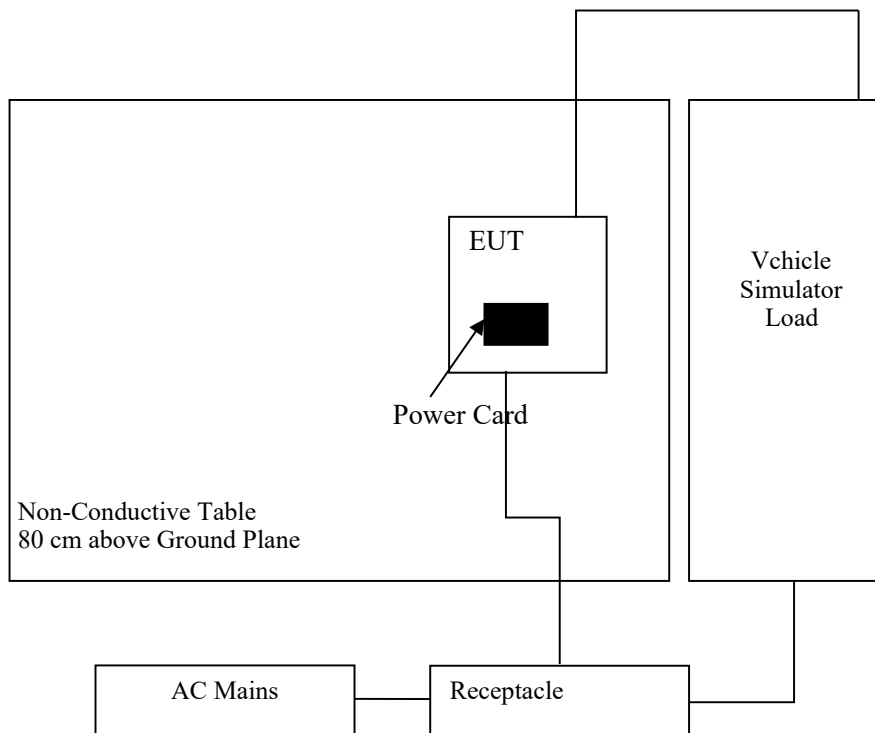 EUT
Vchicle
Simulator
Load
Power Card
Non-Conductive Table
80 cm above Ground Plane
AC Mains
Receptacle